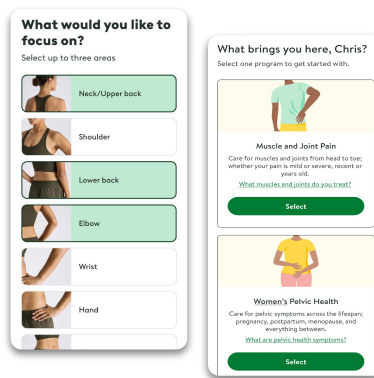 What would you like to
focus on?
Select up to three areas
Neck/Upper back
Shoulder
Lower back
Elbow
Wrist
Hand
What brings you here, Chris?
Select one program to get started with.
Muscle and Joint Pain
Care for muscles and joints from head to toe;
whether your pain is mild or severe, recent or
years old.
What muscles and joints do you treat?
Select
Women's Pelvic Health
Care for pelvic symptoms across the lifespan;
pregnancy, postpartum, menopause, and
everything between.
What are pelvic health symptoms?
Select